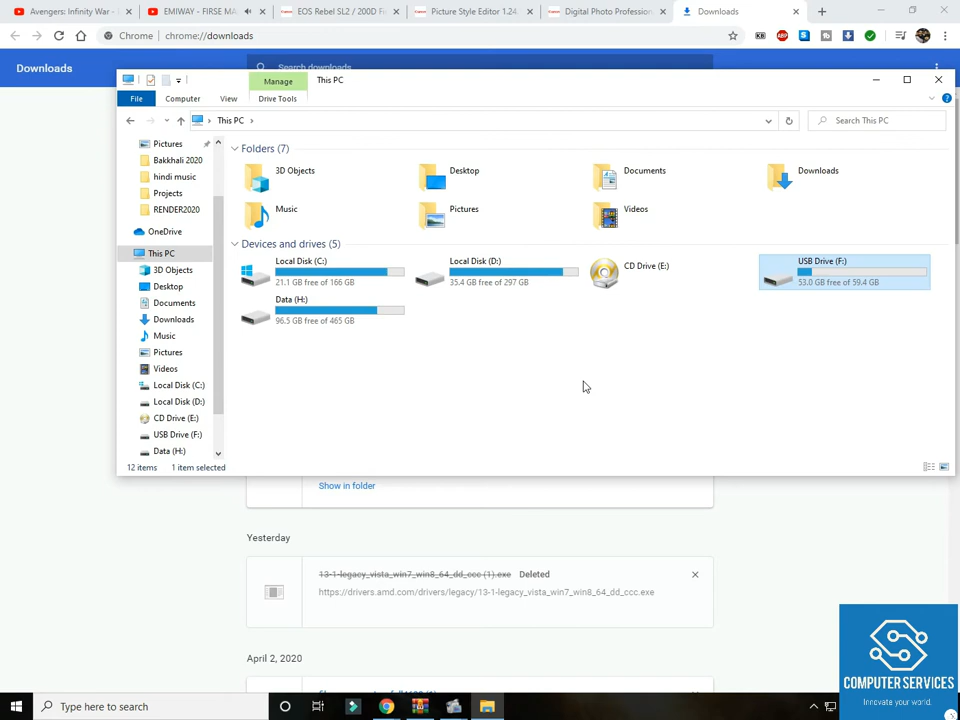 Avengers: Infinity War -
EMIWAY - FIRSE MA
EOS Rebel SL2 / 200D Fi
Picture Style Editor 1.24.
Digital Photo Profession
Downloads
Chrome
chrome://downloads
Downloads
Search downloads
Manage
This PC
File
Computer
View
Drive Tools
This PC
Search This PC
Pictures
Bakkhali 2020
hindi music
Projects
RENDER2020
OneDrive
This PC
3D Objects
Desktop
Documents
Downloads
Music
Pictures
Videos
Local Disk (C:)
Local Disk (D:)
CD Drive (E:)
USB Drive (F:)
Data (H:)
Folders (7)
3D Objects
Desktop
Documents
Downloads
Music
Pictures
Videos
Devices and drives (5)
Local Disk (C:)
21.1 GB free of 166 GB
Local Disk (D:)
35.4 GB free of 297 GB
CD Drive (E:)
USB Drive (F:)
53.0 GB free of 59.4 GB
Data (H:)
96.5 GB free of 465 GB
12 items
1 item selected
Show in folder
Yesterday
13-1-legacy_vista_win7_win8_64_dd_ccc (1).exe Deleted
https://drivers.amd.com/drivers/legacy/13-1-legacy_vista_win7_win8_64_dd_ccc.exe
April 2, 2020
Type here to search
COMPUTER SERVICES
Innovate your world.